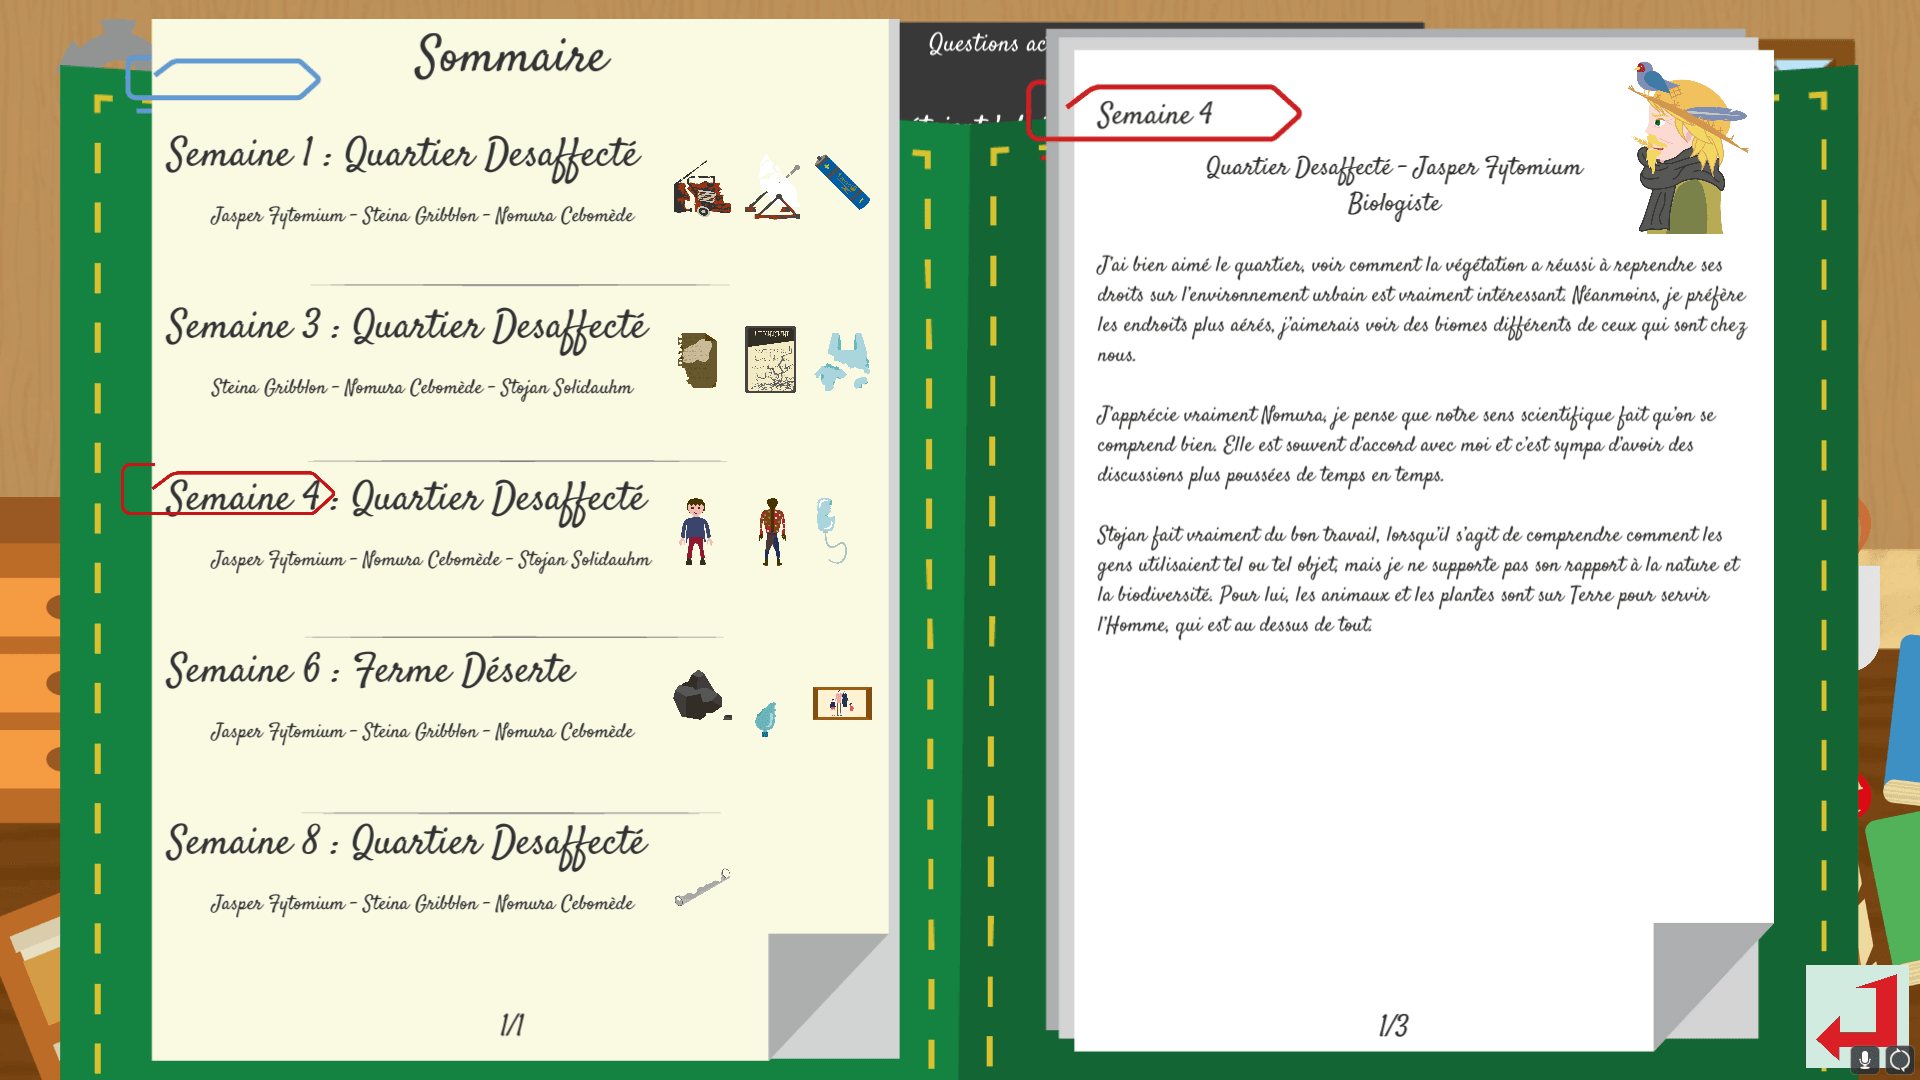 Sommaire
Semaine 1 : Quartier Desaffecté
Jasper Fytomium - Steina Gribblon - Nomura Cebomède
Semaine 3 : Quartier Desaffecté
Steina Gribblon - Nomura Cebomède - Stojan Solidauhm
Semaine 4 : Quartier Desaffecté
Jasper Fytomium - Nomura Cebomède - Stojan Solidauhm
Semaine 6 : Ferme Déserte
Jasper Fytomium - Steina Gribblon - Nomura Cebomède
Semaine 8 : Quartier Desaffecté
Jasper Fytomium - Steina Gribblon - Nomura Cebomède
1/1
Questions ac
Semaine 4
Quartier Desaffecté - Jasper Fytomium
Biologiste
J'ai bien aimé le quartier, voir comment la végétation a réussi à reprendre ses
droits sur l'environnement urbain est vraiment intéressant. Néanmoins, je préfère
les endroits plus aérés, j'aimerais voir des biomes différents de ceux qui sont chez
nous.
J'apprécie vraiment Nomura, je pense que notre sens scientifique fait qu'on se
comprend bien. Elle est souvent d'accord avec moi et c'est sympa d'avoir des
discussions plus poussées de temps en temps.
Stojan fait vraiment du bon travail, lorsqu'il s'agit de comprendre comment les
gens utilisaient tel ou tel objet, mais je ne supporte pas son rapport à la nature et
la biodiversité. Pour lui, les animaux et les plantes sont sur Terre pour servir
l'Homme, qui est au dessus de tout.
1/3